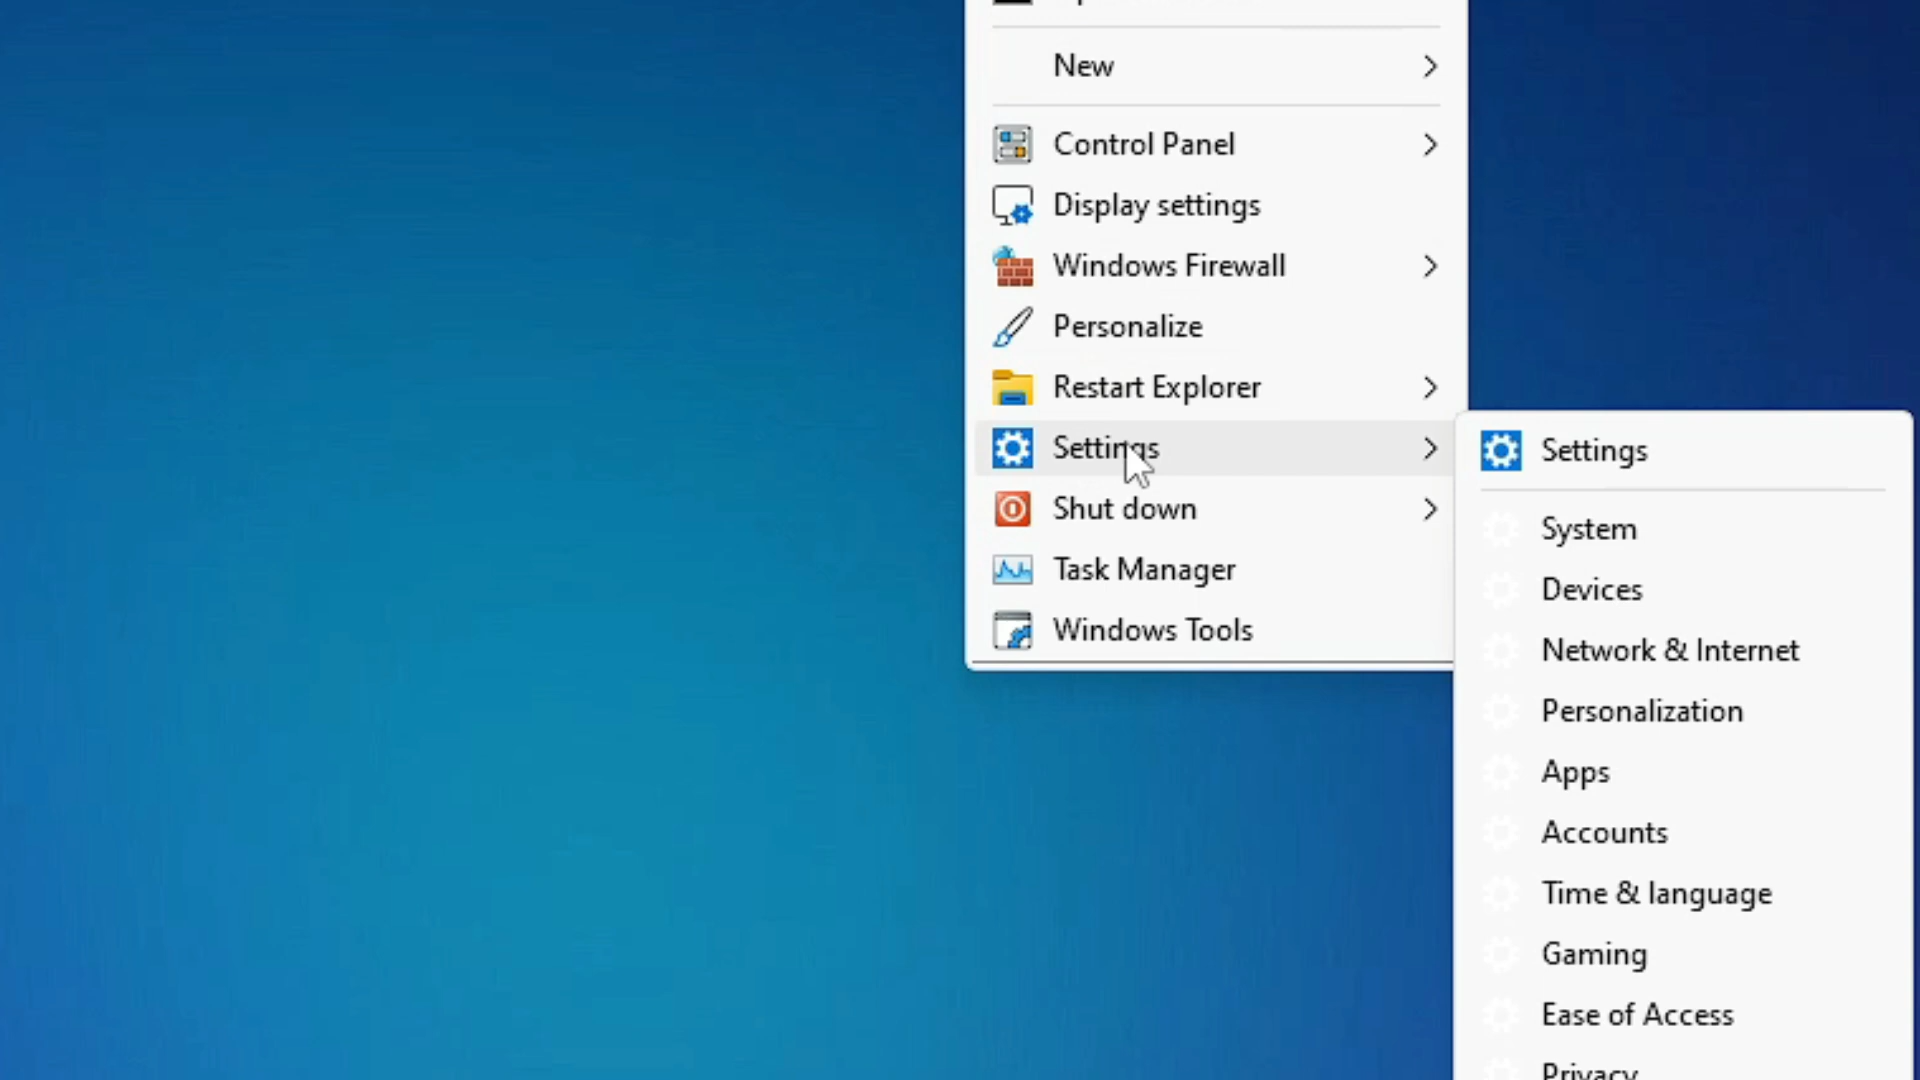 New
Control Panel
Display settings
Windows Firewall
Personalize
Restart Explorer
Settings
Shut down
Task Manager
Windows Tools
Settings
System
Devices
Network & Internet
Personalization
Apps
Accounts
Time & language
Gaming
Ease of Access
Privacy